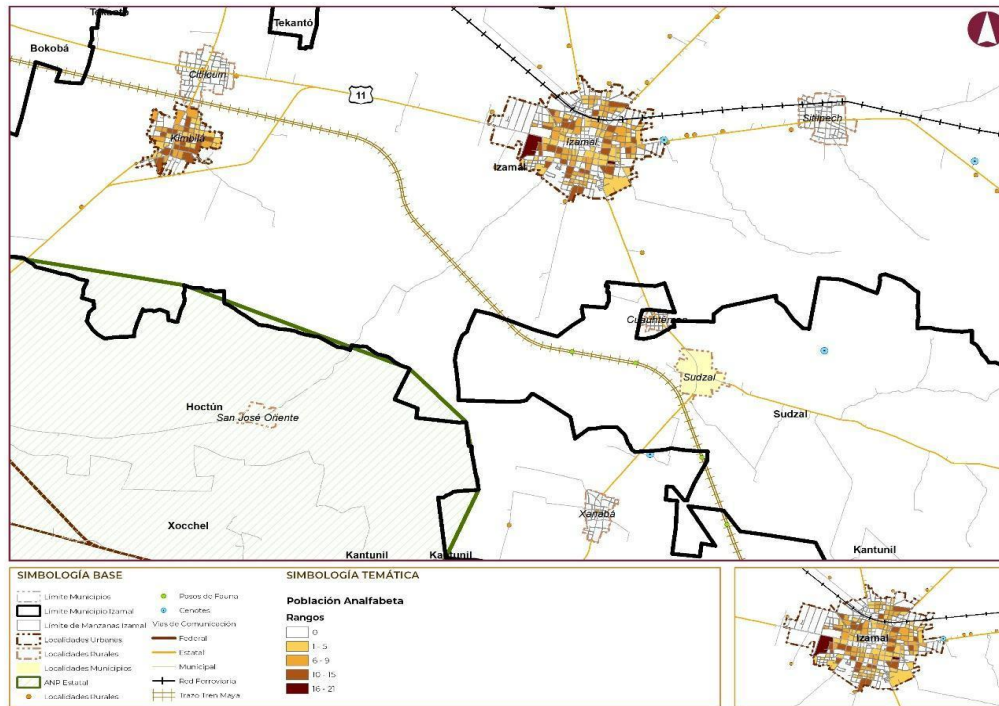 Tekantó
Tekantó
Bokobá
Citilcum
11
Kimbilá
Izamal
Izamal
Sitilpech
Cuauhtémoc
Sudzal
Hoctún
San José Oriente
Sudzal
Xanabá
Xocchel
Kantunil
Kantunil
Kantunil
SIMBOLOGÍA BASE
Límite Municipios
Límite Municipio Izamal
Límite de Manzanas Izamal
Localidades Urbanas
Localidades Rurales
Localidades Municipios
ANP Estatal
Localidades Rurales
Pasos de Fauna
Cenotes
Vías de Comunicación
Federal
Estatal
Municipal
Red Ferroviaria
Trazo Tren Maya
SIMBOLOGÍA TEMÁTICA
Población Analfabeta
Rangos
0
1 - 5
6 - 9
10 - 15
16 - 21
Izamal